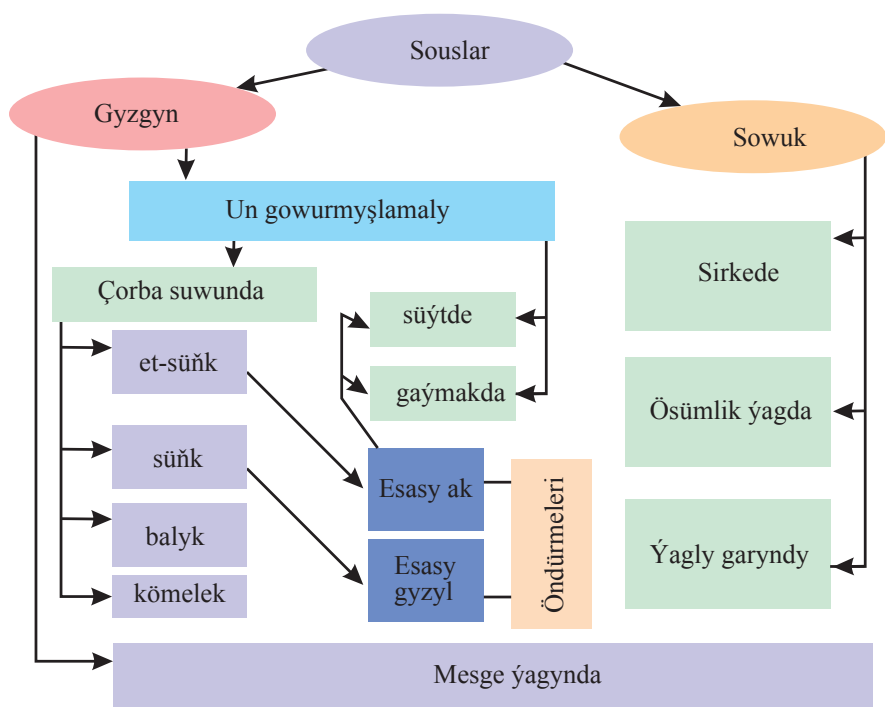 Souslar
Gyzgyn
Sowuk
Un gowurmyşlamaly
Çorba suwunda
et-süňk
süňk
balyk
kömelek
süýtde
gaýmakda
Esasy ak
Esasy
gyzyl
Öndürmeleri
Sirkede
Ösümlik ýagda
Ýagly garyndy
Mesge ýagynda